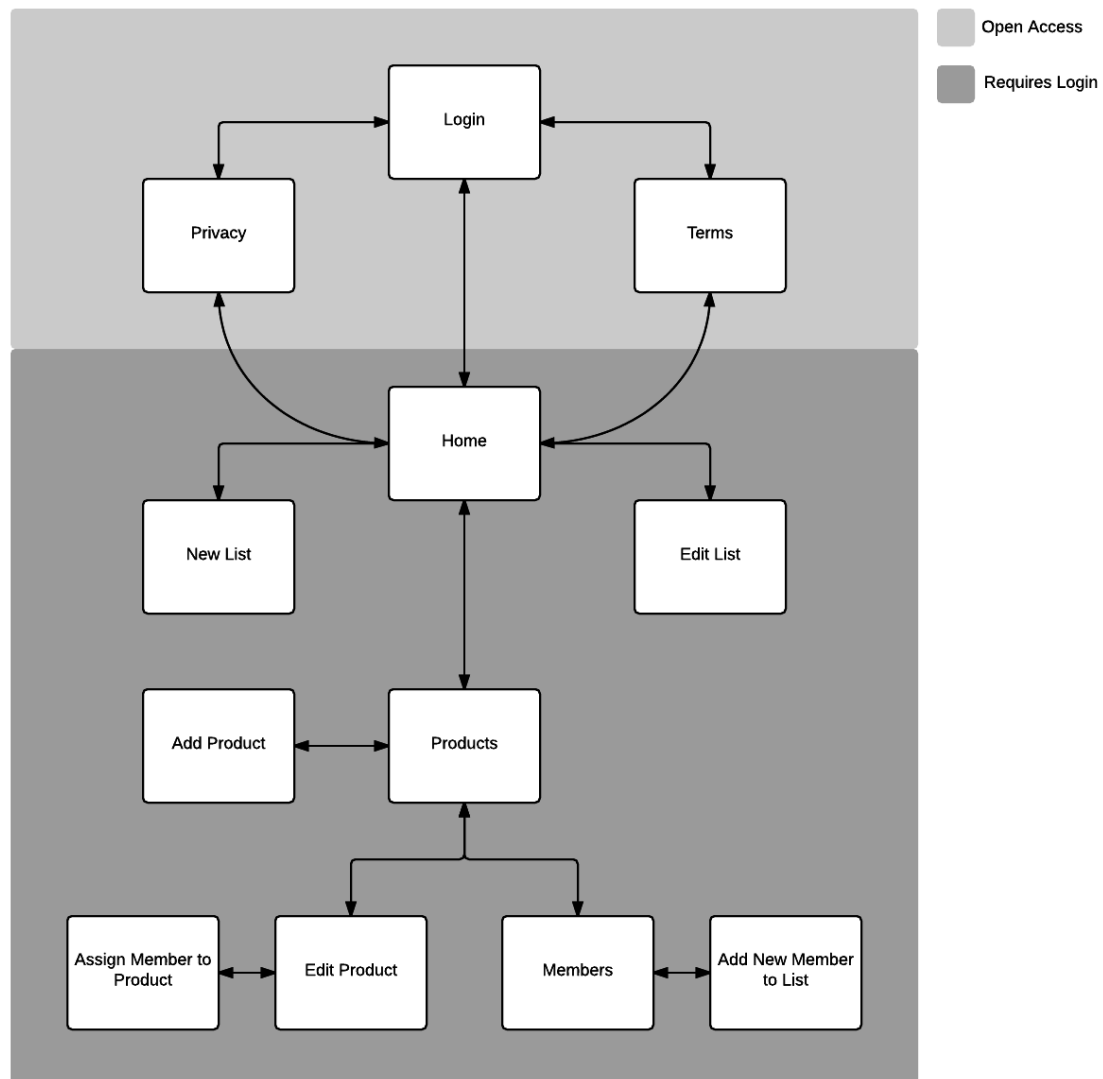 Open Access
Requires Login
Login
Privacy
Terms
Home
New List
Edit List
Add Product
Products
Assign Member to
Product
Edit Product
Members
Add New Member
to List